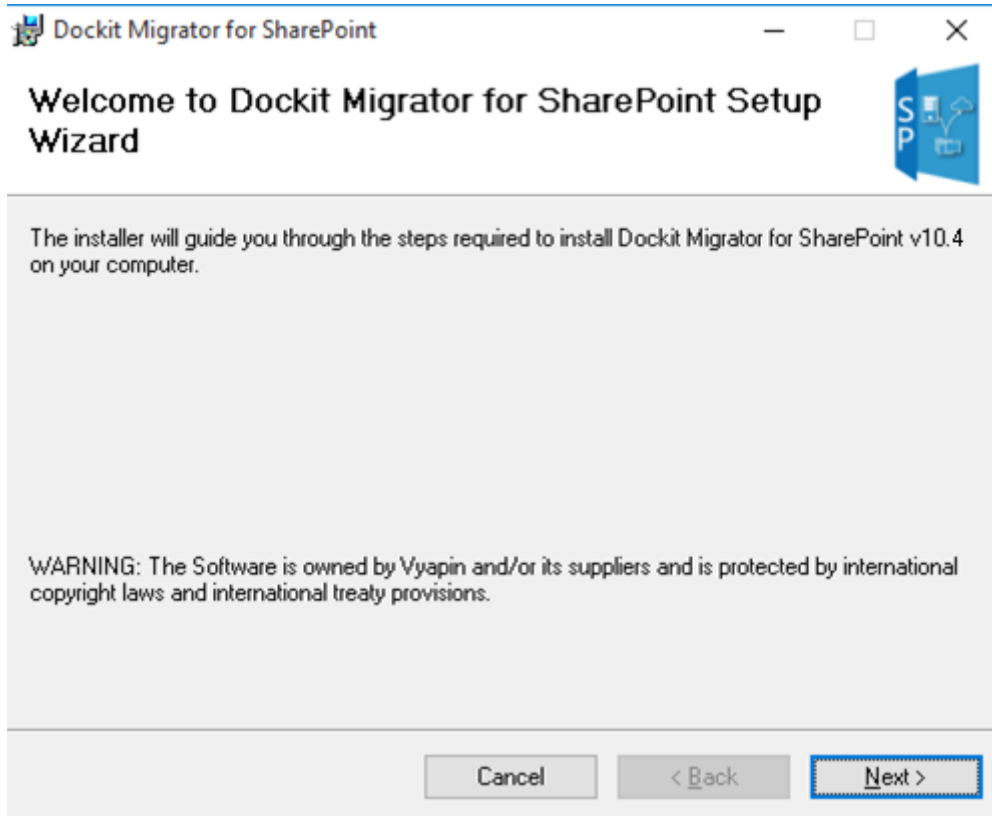 Dockit Migrator for SharePoint
Welcome to Dockit Migrator for SharePoint Setup
Wizard
S
P
The installer will guide you through the steps required to install Dockit Migrator for SharePoint v10.4
on your computer.
WARNING: The Software is owned by Vyapin and/or its suppliers and is protected by international
copyright laws and international treaty provisions.
Cancel
< Back
Next >